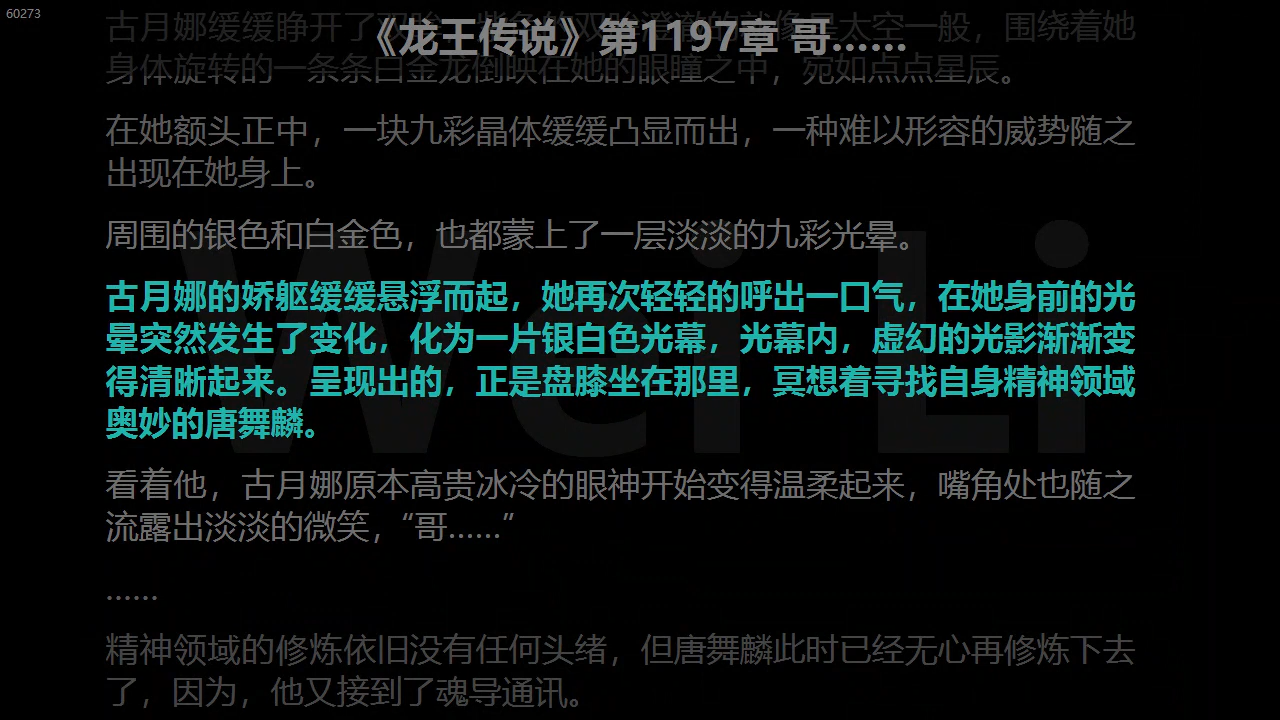 60273
《龙王传说》第1197章 哥......
古月娜缓缓睁开了
太空一般，围绕着她
身体旋转的一条条白金龙倒映在她的眼瞳之中，宛如点点星辰。
在她额头正中，一块九彩晶体缓缓凸显而出，一种难以形容的威势随之
出现在她身上。
周围的银色和白金色，也都蒙上了一层淡淡的九彩光晕。
古月娜的娇躯缓缓悬浮而起，她再次轻轻的呼出一口气，在她身前的光
晕突然发生了变化，化为一片银白色光幕，光幕内，虚幻的光影渐渐变
得清晰起来。呈现出的，正是盘膝坐在那里，冥想着寻找自身精神领域
奥妙的唐舞麟。
看着他，古月娜原本高贵冰冷的眼神开始变得温柔起来，嘴角处也随之
流露出淡淡的微笑，“哥......”
......
精神领域的修炼依旧没有任何头绪，但唐舞麟此时已经无心再修炼下去
了，因为，他又接到了魂导通讯。
Wei Li